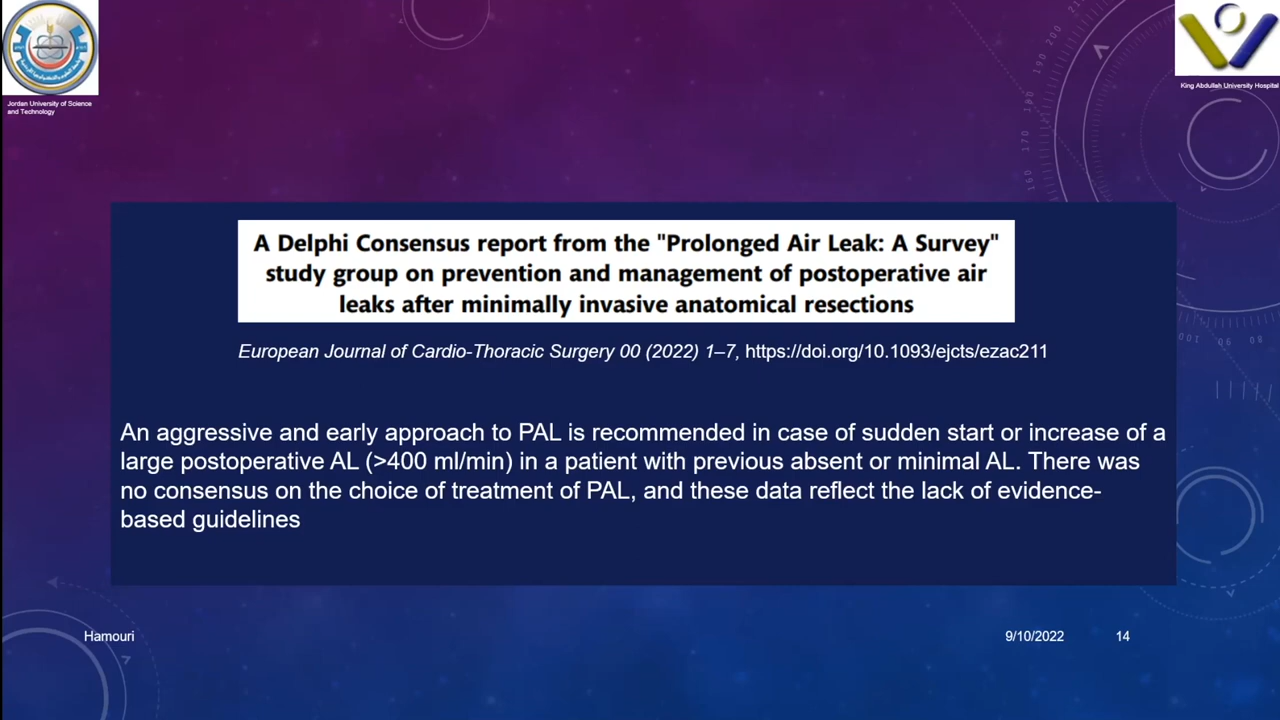 Jordan University of Science
and Technology
King Abdullah University Hospital
A Delphi Consensus report from the "Prolonged Air Leak: A Survey"
study group on prevention and management of postoperative air
leaks after minimally invasive anatomical resections
European Journal of Cardio-Thoracic Surgery 00 (2022) 1–7, https://doi.org/10.1093/ejcts/ezac211
An aggressive and early approach to PAL is recommended in case of sudden start or increase of a
large postoperative AL (>400 ml/min) in a patient with previous absent or minimal AL. There was
no consensus on the choice of treatment of PAL, and these data reflect the lack of evidence-
based guidelines
Hamouri
9/10/2022
14